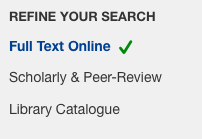 REFINE YOUR SEARCH
Full Text Online
Scholarly & Peer-Review
Library Catalogue